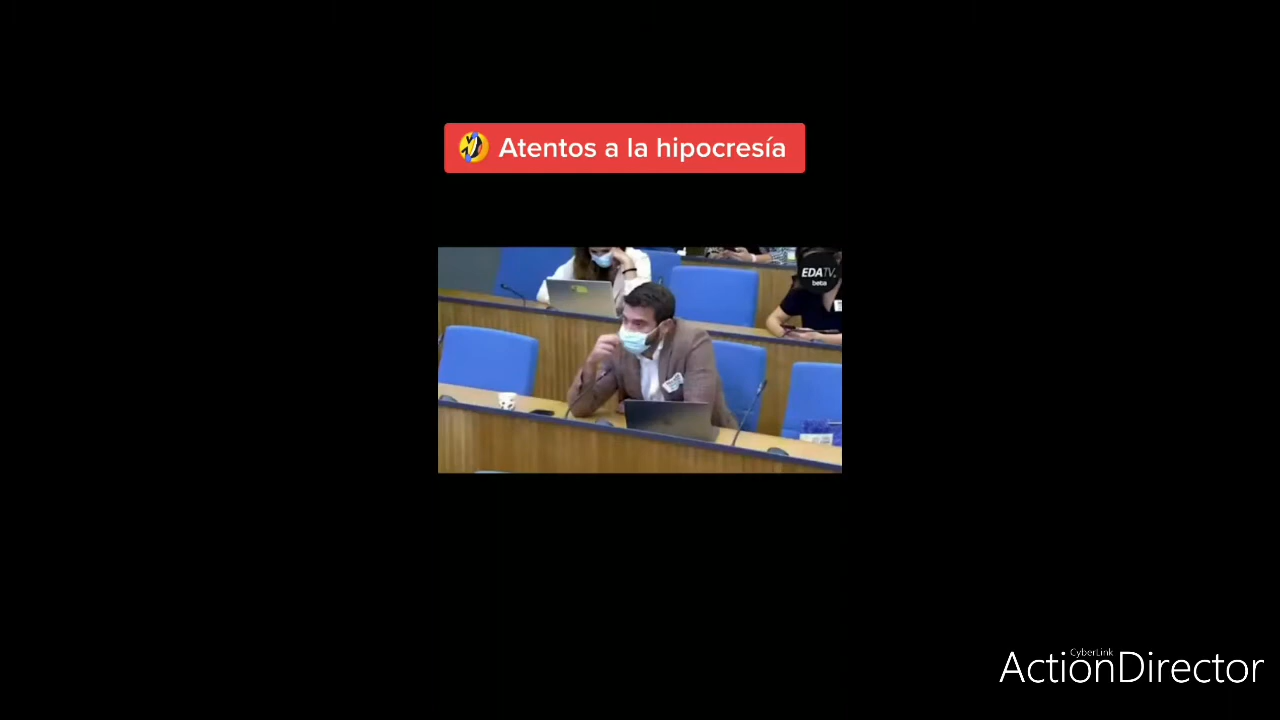 🤣 Atentos a la hipocresía
EDATV.
beta
CyberLink
ActionDirector